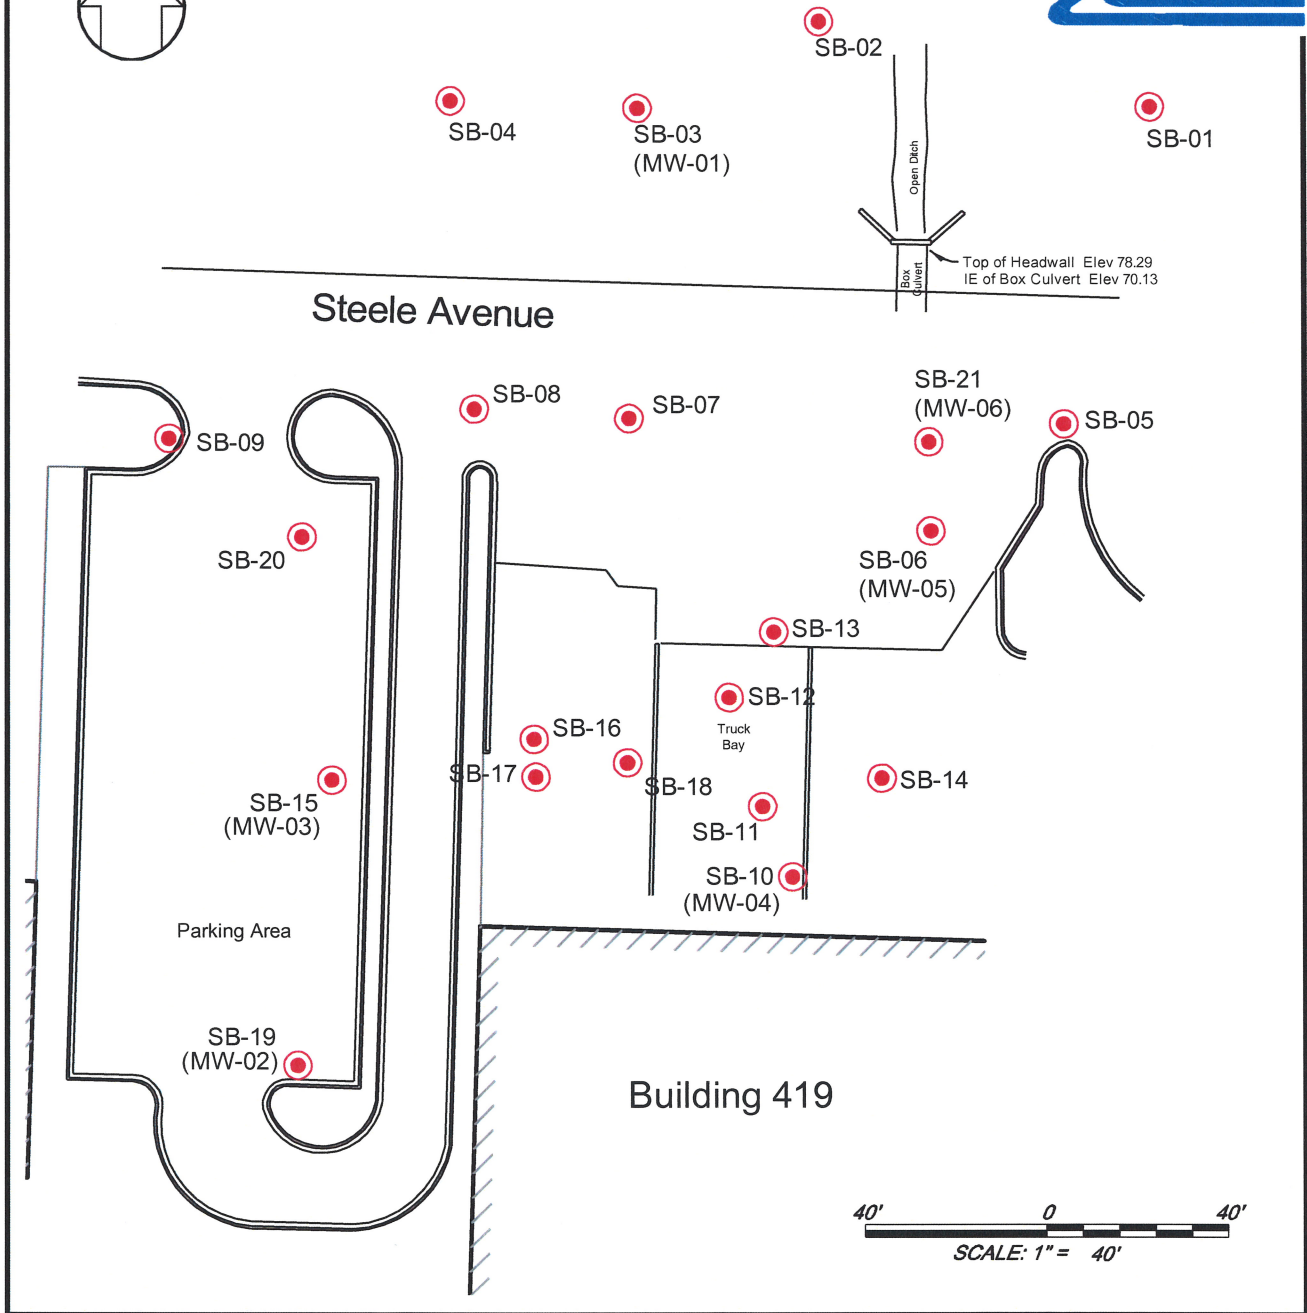 SB-02
SB-04
SB-03
(MW-01)
SB-01
Open Ditch
Top of Headwall Elev 78.29
IE of Box Culvert Elev 70.13
Box
Culvert
Steele Avenue
SB-21
(MW-06)
SB-08
SB-07
SB-05
SB-09
SB-20
SB-06
(MW-05)
SB-13
SB-12
Truck
Bay
SB-16
SB-17
SB-18
SB-14
SB-15
(MW-03)
SB-11
SB-10
(MW-04)
Parking Area
SB-19
(MW-02)
Building 419
40' 0 40'
SCALE: 1" = 40'